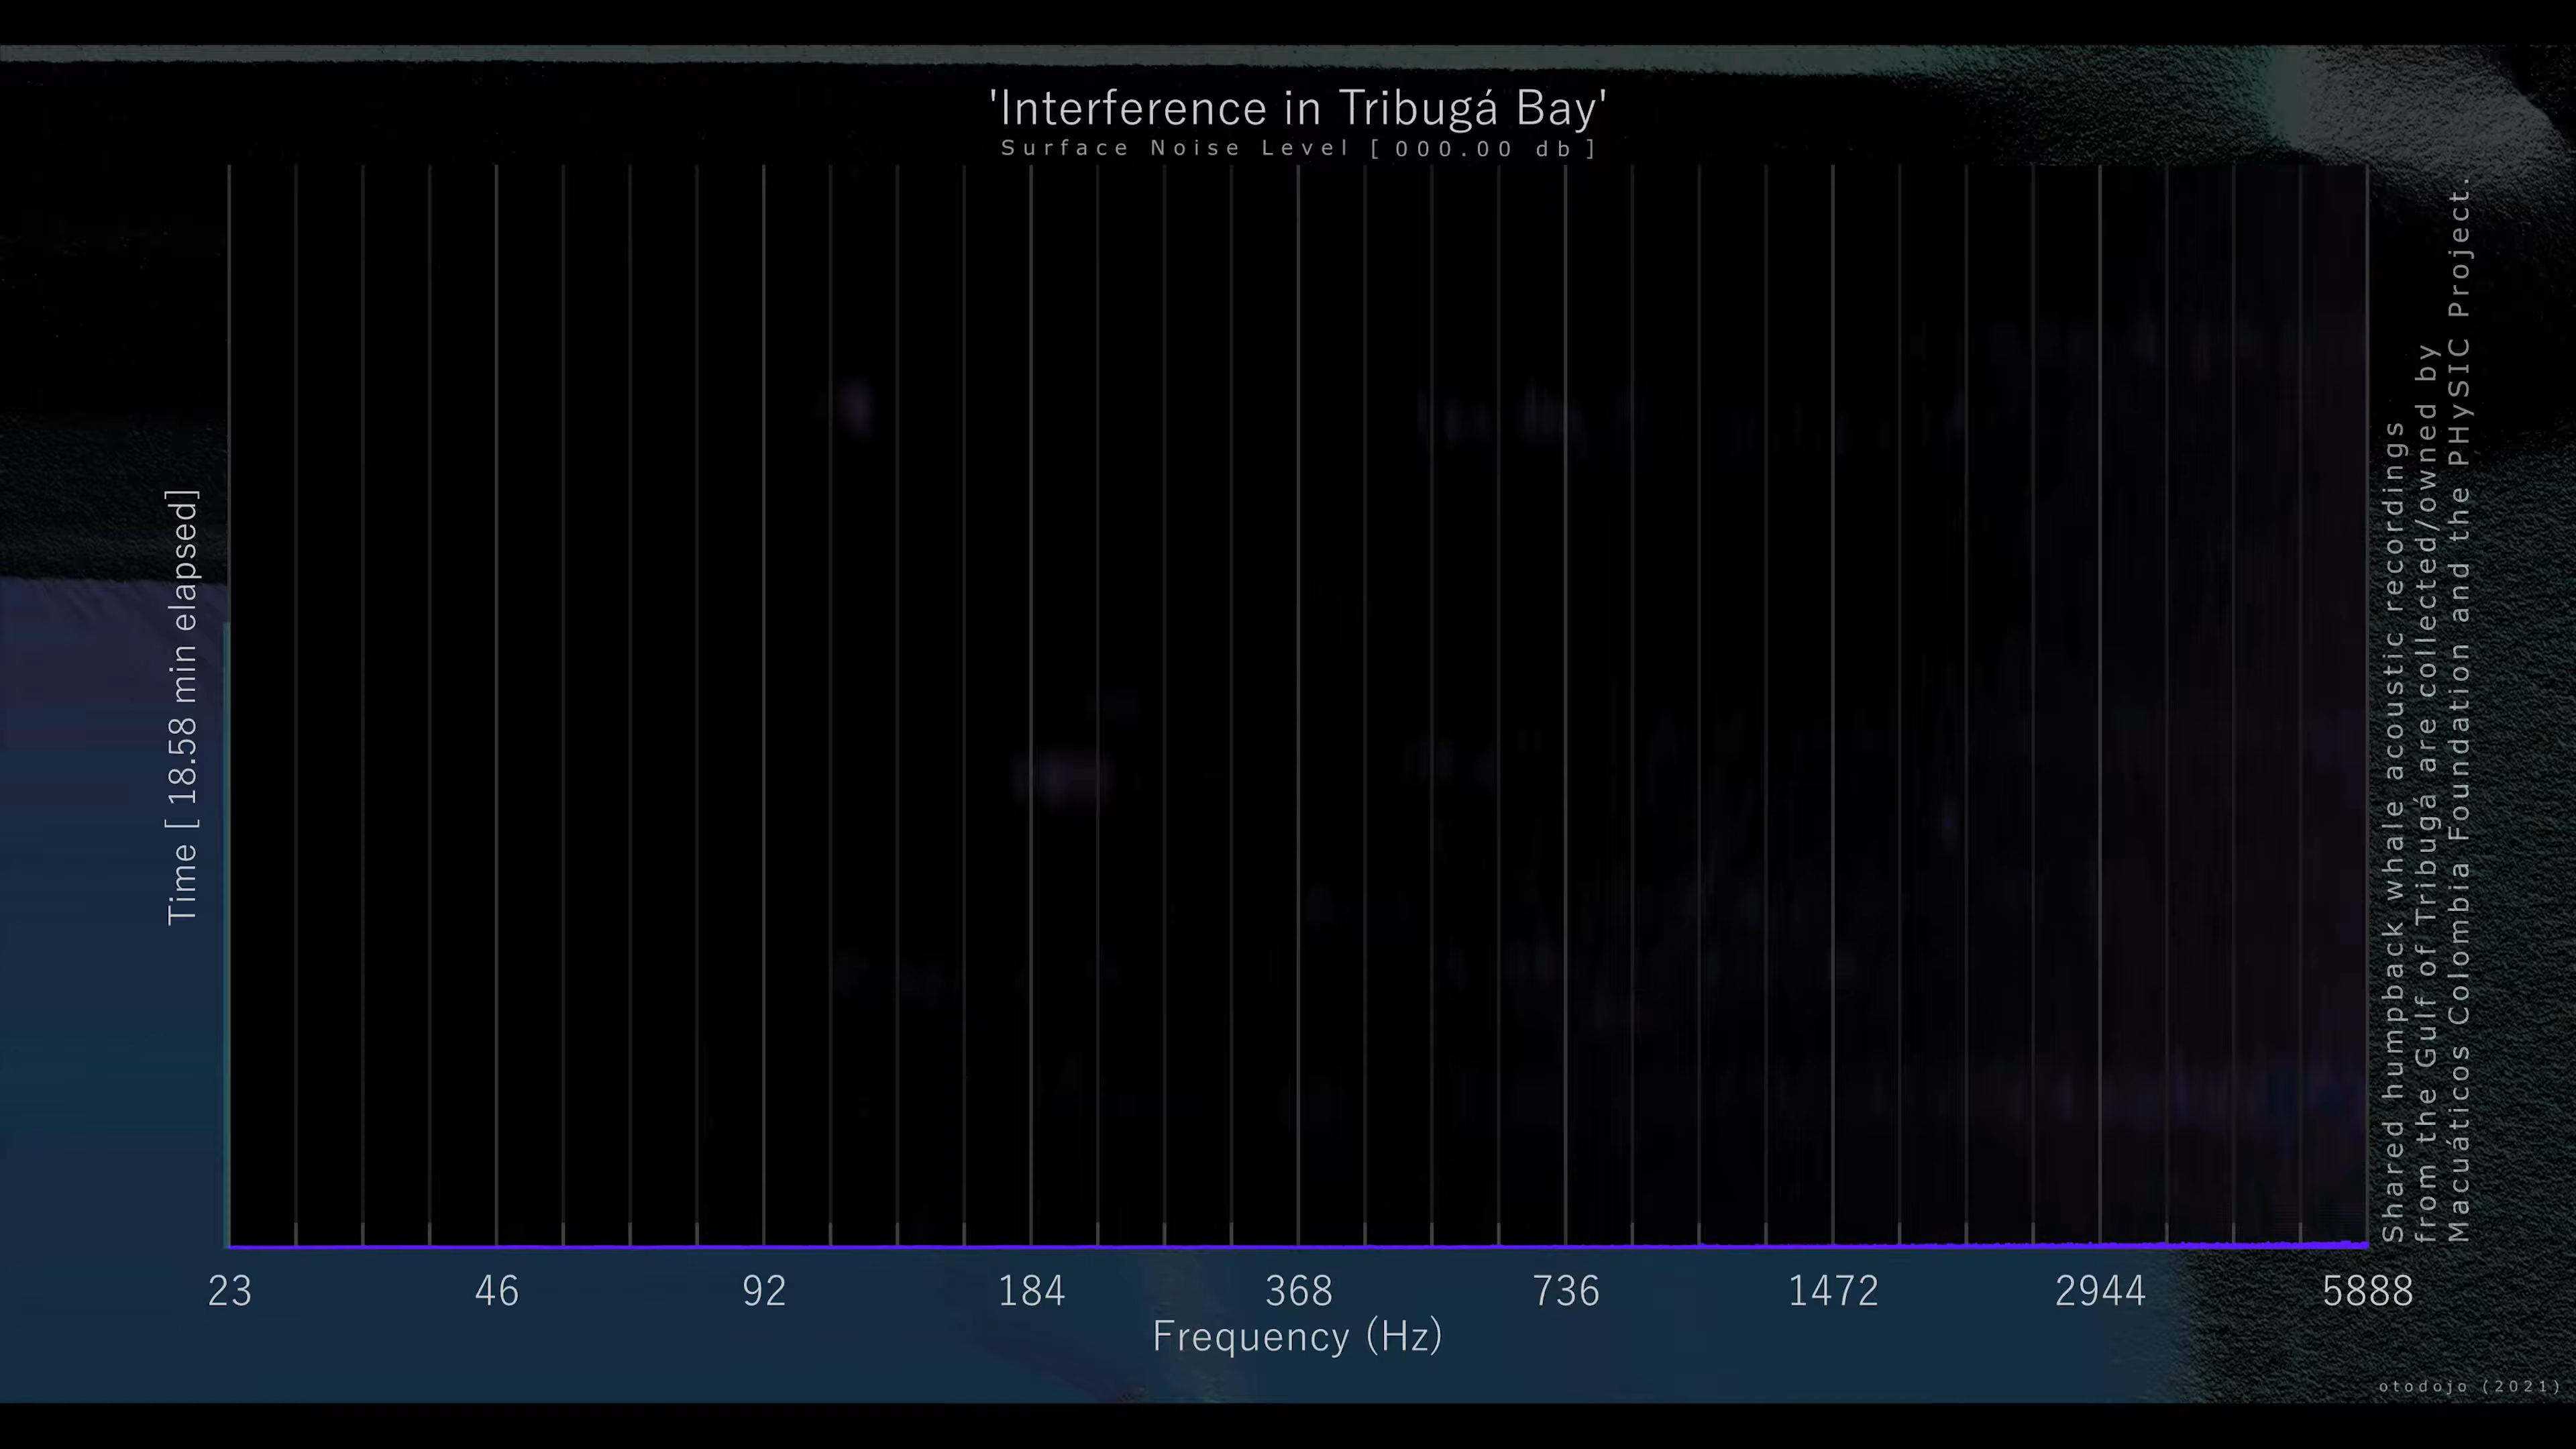 'Interference in Tribugá Bay'
Surface Noise Level [ 000.00 db ]
Time [ 18.58 min elapsed]
23 46 92 184 368 736 1472 2944 5888
Frequency (Hz)
Shared humpback whale acoustic recordings
from the Gulf of Tribugá are collected/owned by
Macuáticos Colombia Foundation and the PHySIC Project.
otodojo (2021)